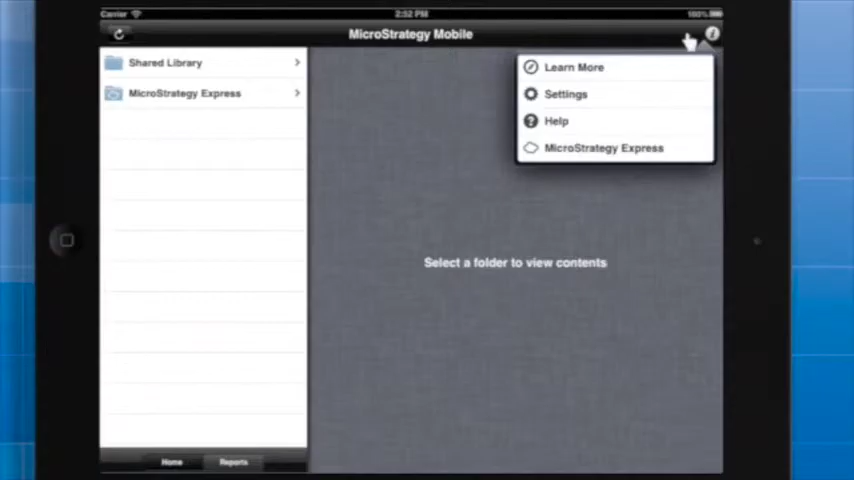 Carrier 2:52 PM 100%
MicroStrategy Mobile
Shared Library
MicroStrategy Express
Learn More
Settings
Help
MicroStrategy Express
Select a folder to view contents
Home Reports